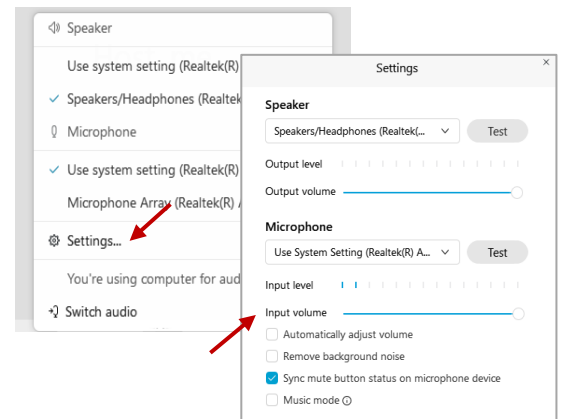 Speaker
Use system setting (Realtek(R)
Speakers/Headphones (Realtek
Microphone
Use system setting (Realtek(R)
Microphone Array (Realtek(R) A
Settings...
You're using computer for aud
Switch audio
Settings
Speaker
Speakers/Headphones (Realtek(...
Test
Output level
Output volume
Microphone
Use System Setting (Realtek(R) A...
Test
Input level
Input volume
Automatically adjust volume
Remove background noise
Sync mute button status on microphone device
Music mode